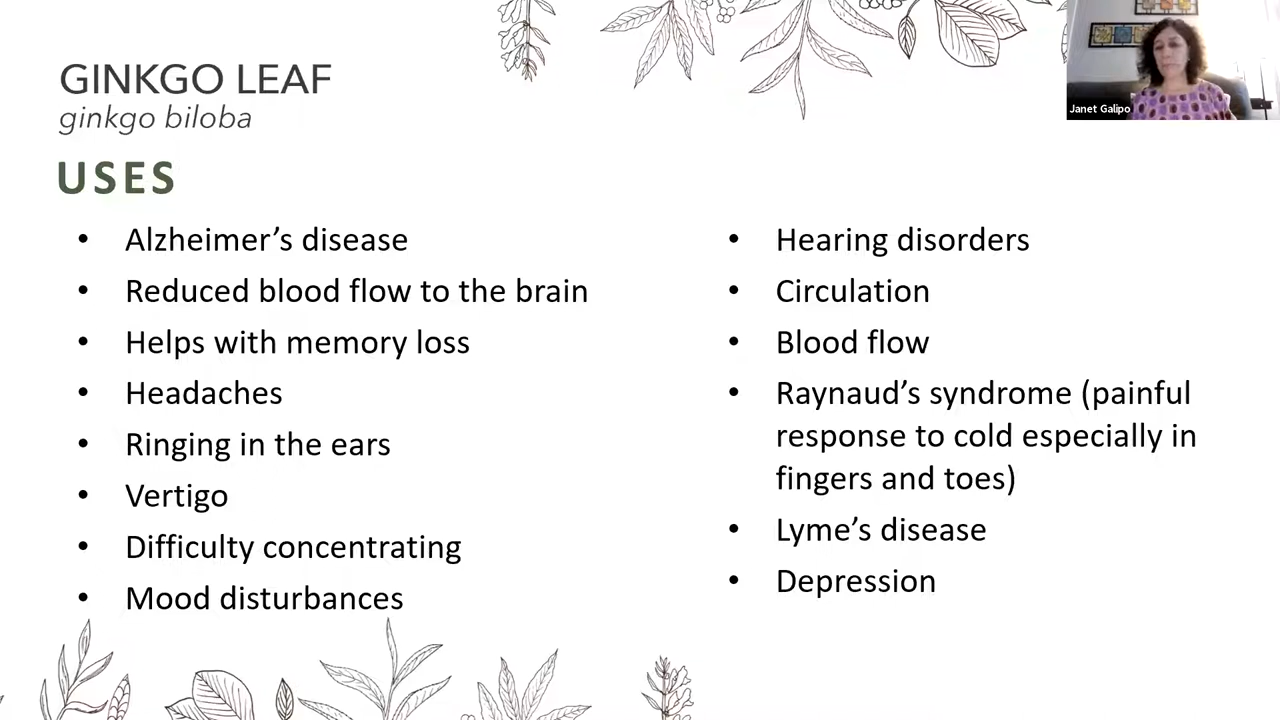 GINKGO LEAF
ginkgo biloba
USES
• Alzheimer’s disease
• Reduced blood flow to the brain
• Helps with memory loss
• Headaches
• Ringing in the ears
• Vertigo
• Difficulty concentrating
• Mood disturbances
• Hearing disorders
• Circulation
• Blood flow
• Raynaud’s syndrome (painful
response to cold especially in
fingers and toes)
• Lyme’s disease
• Depression
Janet Galipo